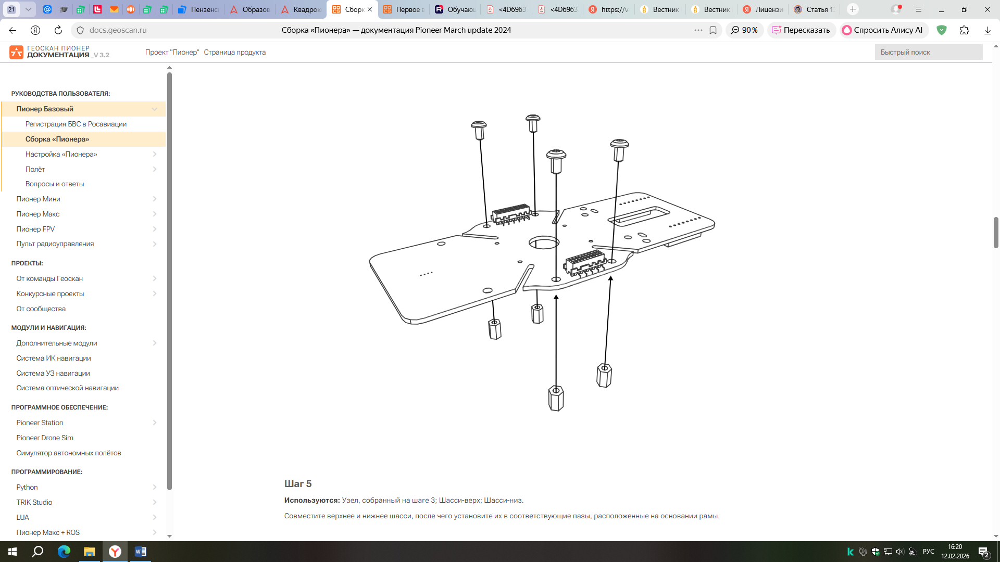 21
Пензенс
Образов
Квадрок
Сборк
Первое в
Обучаю
<4D6963
<4D6963
https://v
Вестник
Вестник
Лицензи
Статья 1
docs.geoscan.ru
Сборка «Пионера» — документация Pioneer March update 2024
90 %
Пересказать
Спросить Алису AI
ГЕОСКАН ПИОНЕР
ДОКУМЕНТАЦИЯ _V 3.2
Проект "Пионер"
Страница продукта
Быстрый поиск
РУКОВОДСТВА ПОЛЬЗОВАТЕЛЯ:
Пионер Базовый
Регистрация БВС в Росавиации
Сборка «Пионера»
Настройка «Пионера»
Полёт
Вопросы и ответы
Пионер Мини
Пионер Макс
Пионер FPV
Пульт радиоуправления
ПРОЕКТЫ:
От команды Геоскан
Конкурсные проекты
От сообщества
МОДУЛИ И НАВИГАЦИЯ:
Дополнительные модули
Система ИК навигации
Система УЗ навигации
Система оптической навигации
ПРОГРАММНОЕ ОБЕСПЕЧЕНИЕ:
Pioneer Station
Pioneer Drone Sim
Симулятор автономных полётов
ПРОГРАММИРОВАНИЕ:
Python
TRIK Studio
LUA
Пионер Макс + ROS
Шаг 5
Используются: Узел, собранный на шаге 3; Шасси-верх; Шасси-низ.
Совместите верхнее и нижнее шасси, после чего установите их в соответствующие пазы, расположенные на основании рамы.
РУС
16:20
12.02.2026
2